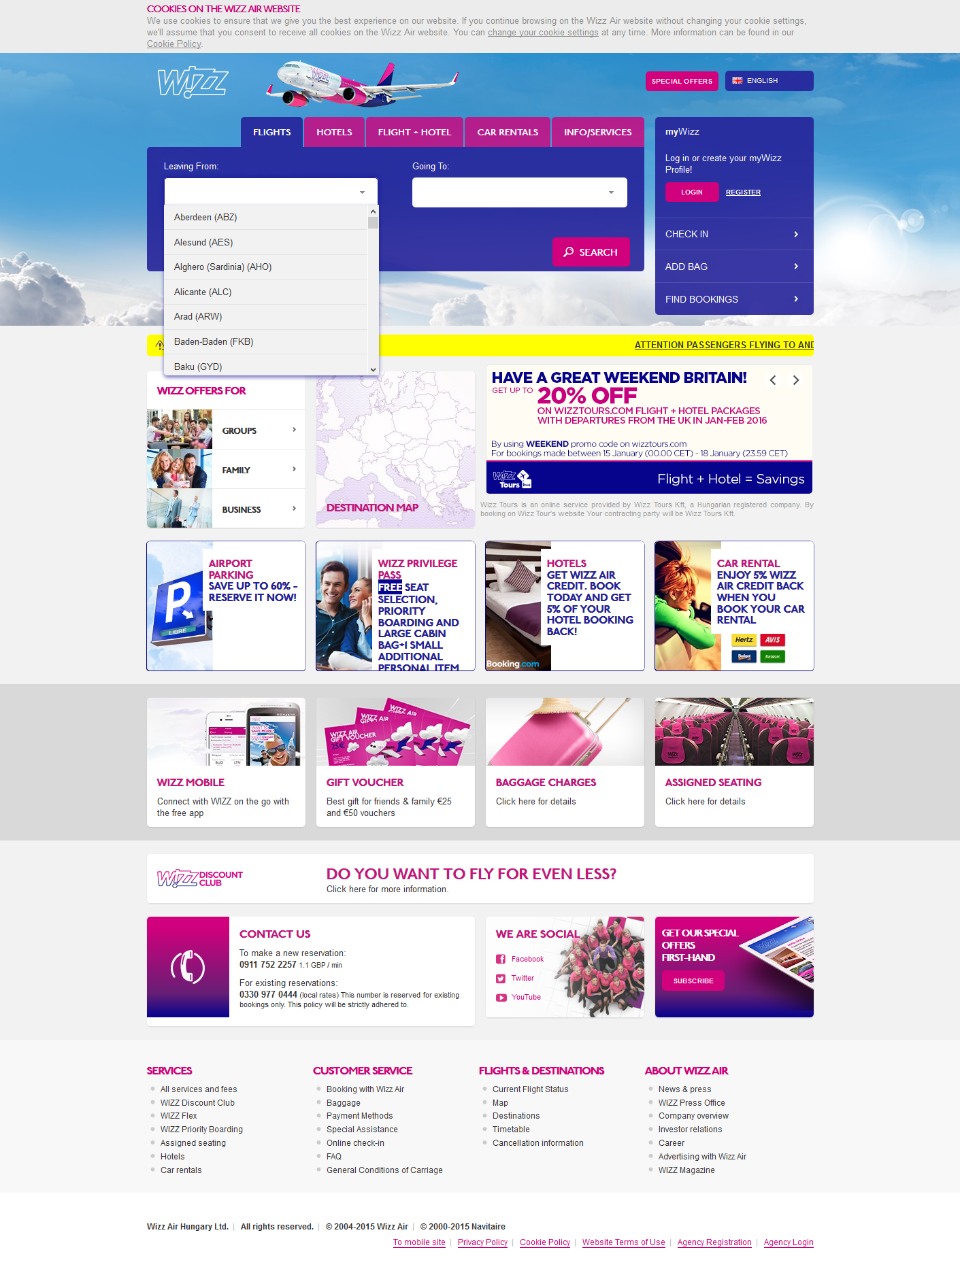 COOKIES ON THE WIZZ AIR WEBSITE
We use cookies to ensure that we give you the best experience on our website. If you continue browsing on the Wizz Air website without changing your cookie settings,
we'll assume that you consent to receive all cookies on the Wizz Air website. You can change your cookie settings at any time. More information can be found in our
Cookie Policy.
WIZZ
SPECIAL OFFERS
ENGLISH
FLIGHTS
HOTELS
FLIGHT + HOTEL
CAR RENTALS
INFO/SERVICES
myWizz
Log in or create your myWizz
Profile!
LOGIN
REGISTER
CHECK IN
ADD BAG
FIND BOOKINGS
Leaving From:
Going To:
Aberdeen (ABZ)
Alesund (AES)
Alghero (Sardinia) (AHO)
Alicante (ALC)
Arad (ARW)
Baden-Baden (FKB)
Baku (GYD)
SEARCH
ATTENTION PASSENGERS FLYING TO AND
WIZZ OFFERS FOR
GROUPS
FAMILY
BUSINESS
DESTINATION MAP
HAVE A GREAT WEEKEND BRITAIN!
GET UP TO 20% OFF
ON WIZZTOURS.COM FLIGHT + HOTEL PACKAGES
WITH DEPARTURES FROM THE UK IN JAN-FEB 2016
By using WEEKEND promo code on wizztours.com
For bookings made between 15 January (00.00 CET) - 18 January (23.59 CET)
WIZZ Tours
Flight + Hotel = Savings
Wizz Tours is an online service provided by Wizz Tours Kft, a Hungarian registered company. By
booking on Wizz Tour's website Your contracting party will be Wizz Tours Kft.
AIRPORT
PARKING
SAVE UP TO 60% –
RESERVE IT NOW!
P
LIBRE
WIZZ PRIVILEGE
PASS
FREE SEAT
SELECTION,
PRIORITY
BOARDING AND
LARGE CABIN
BAG+1 SMALL
ADDITIONAL
PERSONAL ITEM
HOTELS
GET WIZZ AIR
CREDIT. BOOK
TODAY AND GET
5% OF YOUR
HOTEL BOOKING
BACK!
Booking.com
CAR RENTAL
ENJOY 5% WIZZ
AIR CREDIT BACK
WHEN YOU
BOOK YOUR CAR
RENTAL
Hertz
AVIS
WIZZ MOBILE
Connect with WIZZ on the go with
the free app
WIZZ AIR
GIFT VOUCHER
GIFT VOUCHER
Best gift for friends & family €25
and €50 vouchers
BAGGAGE CHARGES
Click here for details
ASSIGNED SEATING
Click here for details
WIZZ DISCOUNT
CLUB
DO YOU WANT TO FLY FOR EVEN LESS?
Click here for more information.
CONTACT US
To make a new reservation:
0911 752 2257 1.1 GBP / min
For existing reservations:
0330 977 0444 (local rates) This number is reserved for existing
bookings only. This policy will be strictly adhered to.
WE ARE SOCIAL
Facebook
Twitter
YouTube
GET OUR SPECIAL
OFFERS
FIRST-HAND
SUBSCRIBE
SERVICES
All services and fees
WIZZ Discount Club
WIZZ Flex
WIZZ Priority Boarding
Assigned seating
Hotels
Car rentals
CUSTOMER SERVICE
Booking with Wizz Air
Baggage
Payment Methods
Special Assistance
Online check-in
FAQ
General Conditions of Carriage
FLIGHTS & DESTINATIONS
Current Flight Status
Map
Destinations
Timetable
Cancellation information
ABOUT WIZZ AIR
News & press
WIZZ Press Office
Company overview
Investor relations
Career
Advertising with Wizz Air
WIZZ Magazine
Wizz Air Hungary Ltd. | All rights reserved. | © 2004-2015 Wizz Air | © 2000-2015 Navitaire
To mobile site | Privacy Policy | Cookie Policy | Website Terms of Use | Agency Registration | Agency Login